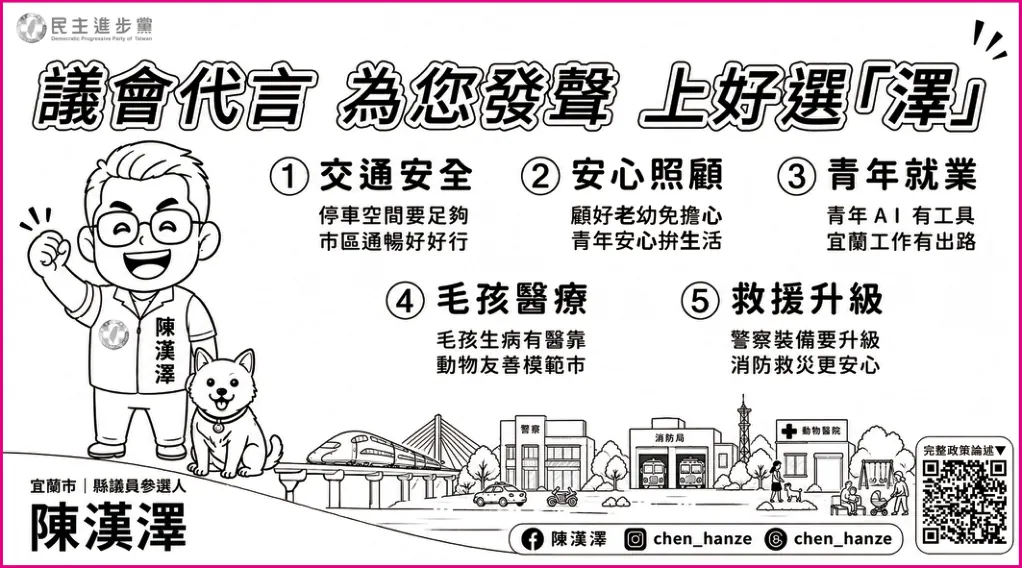 民主進步黨
Democratic Progressive Party of Taiwan
議會代言 為您發聲 上好選「澤」
① 交通安全
停車空間要足夠
市區通暢好好行
② 安心照顧
顧好老幼免擔心
青年安心拚生活
③ 青年就業
青年 AI 有工具
宜蘭工作有出路
④ 毛孩醫療
毛孩生病有醫靠
動物友善模範市
⑤ 救援升級
警察裝備要升級
消防救災更安心
陳漢澤
警察
消防局
動物醫院
完整政策論述▼
宜蘭市｜縣議員參選人
陳漢澤
陳漢澤
chen_hanze
chen_hanze